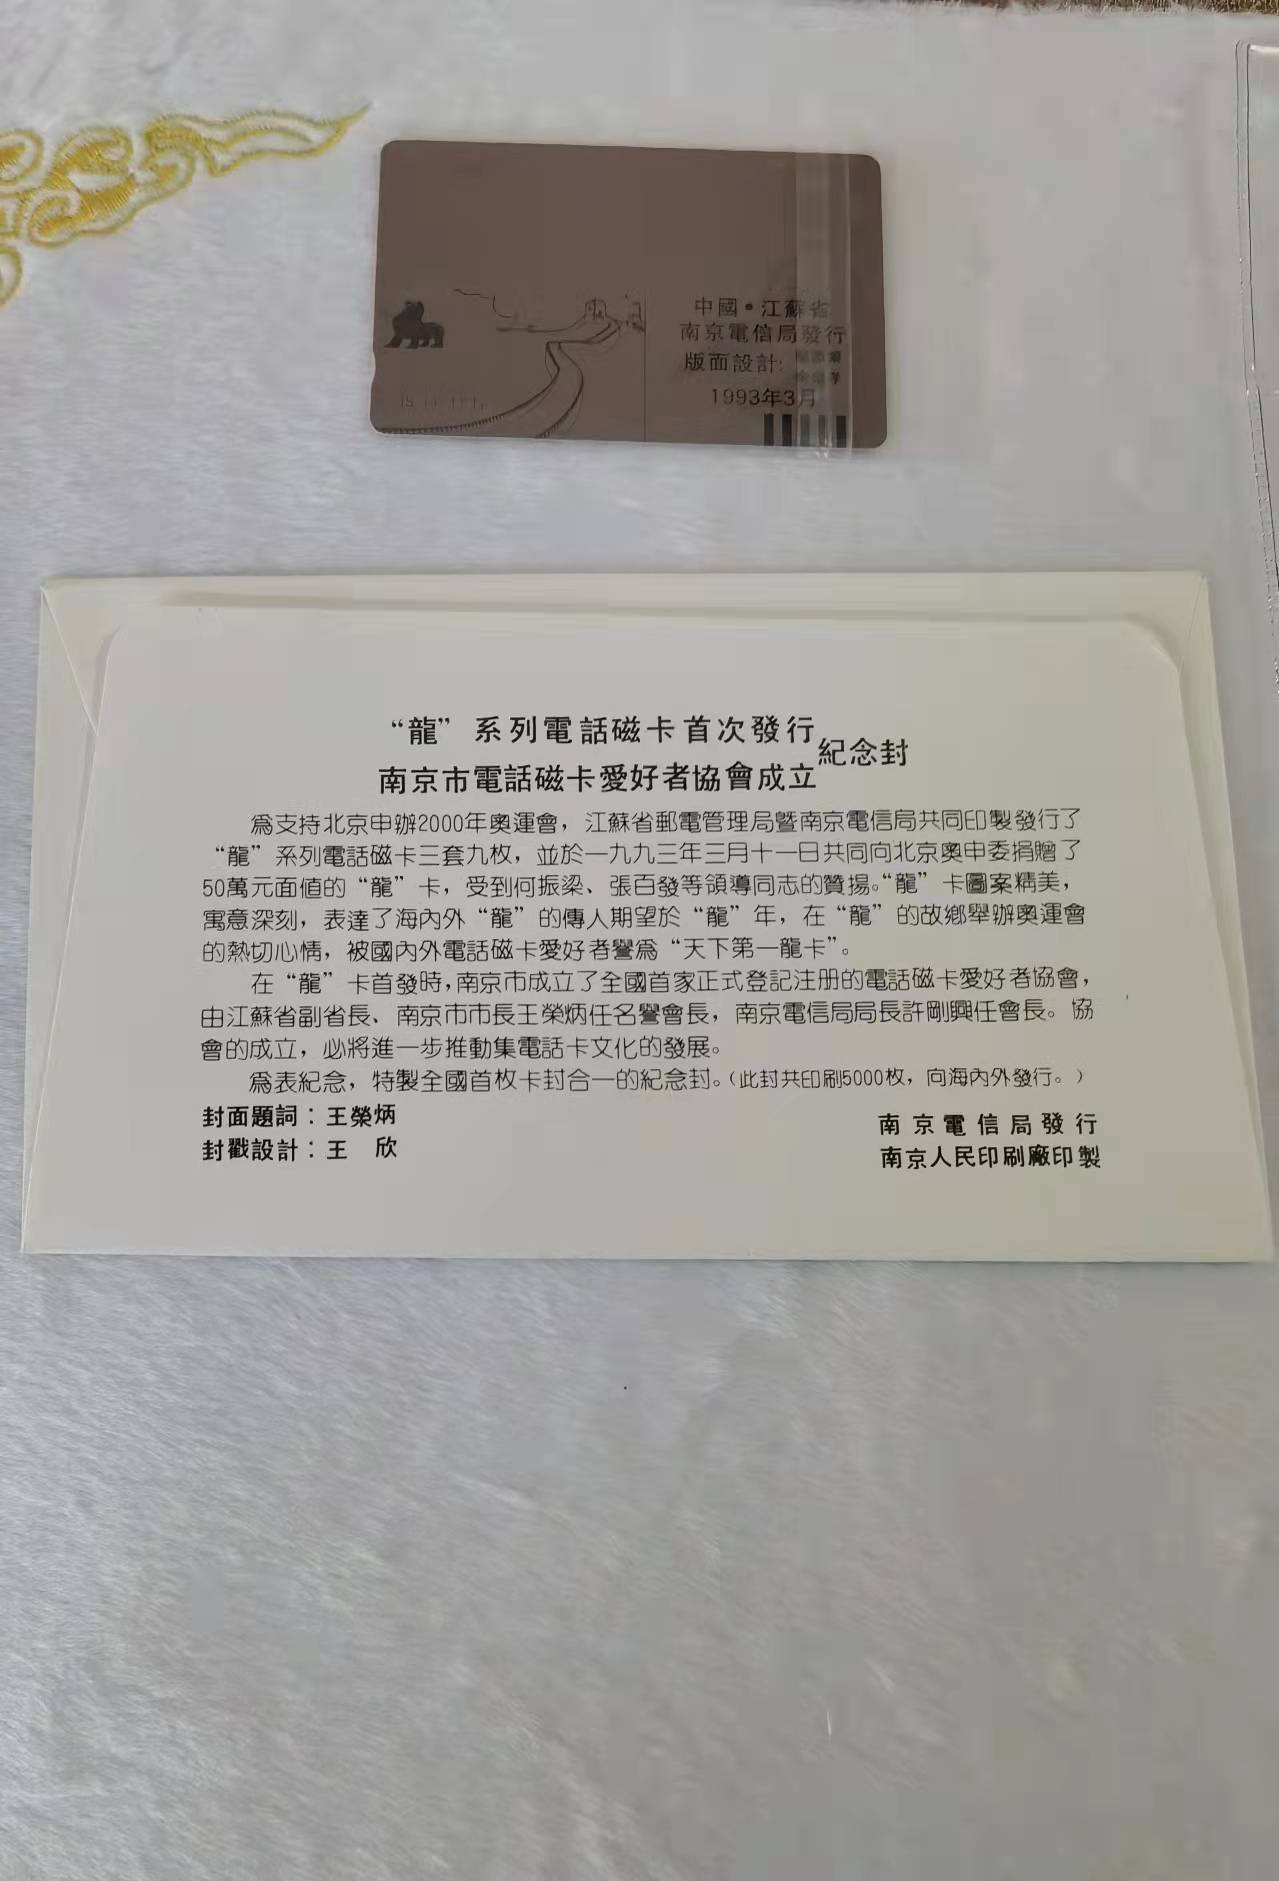 中國·江蘇省
南京電信局發行
版面設計:
1993年3月
“龍”系列電話磁卡首次發行
南京市電話磁卡愛好者協會成立
紀念封
爲支持北京申辦2000年奧運會，江蘇省郵電管理局暨南京電信局共同印製發行了
“龍”系列電話磁卡三套九枚，並於一九九三年三月十一日共同向北京奧申委捐贈了
50萬元面値的“龍”卡，受到何振梁、張百發等領導同志的贊揚。“龍”卡圖案精美，
寓意深刻，表達了海內外“龍”的傳人期望於“龍”年，在“龍”的故鄉舉辦奧運會
的熱切心情，被國內外電話磁卡愛好者譽爲“天下第一龍卡”。
在“龍”卡首發時，南京市成立了全國首家正式登記注册的電話磁卡愛好者協會，
由江蘇省副省長、南京市市長王榮炳任名譽會長，南京電信局局長許剛興任會長。協
會的成立，必將進一步推動集電話卡文化的發展。
爲表紀念，特製全國首枚卡封合一的紀念封。(此封共印刷5000枚，向海內外發行。)
封面題詞：王榮炳
封戳設計：王 欣
南京電信局發行
南京人民印刷廠印製